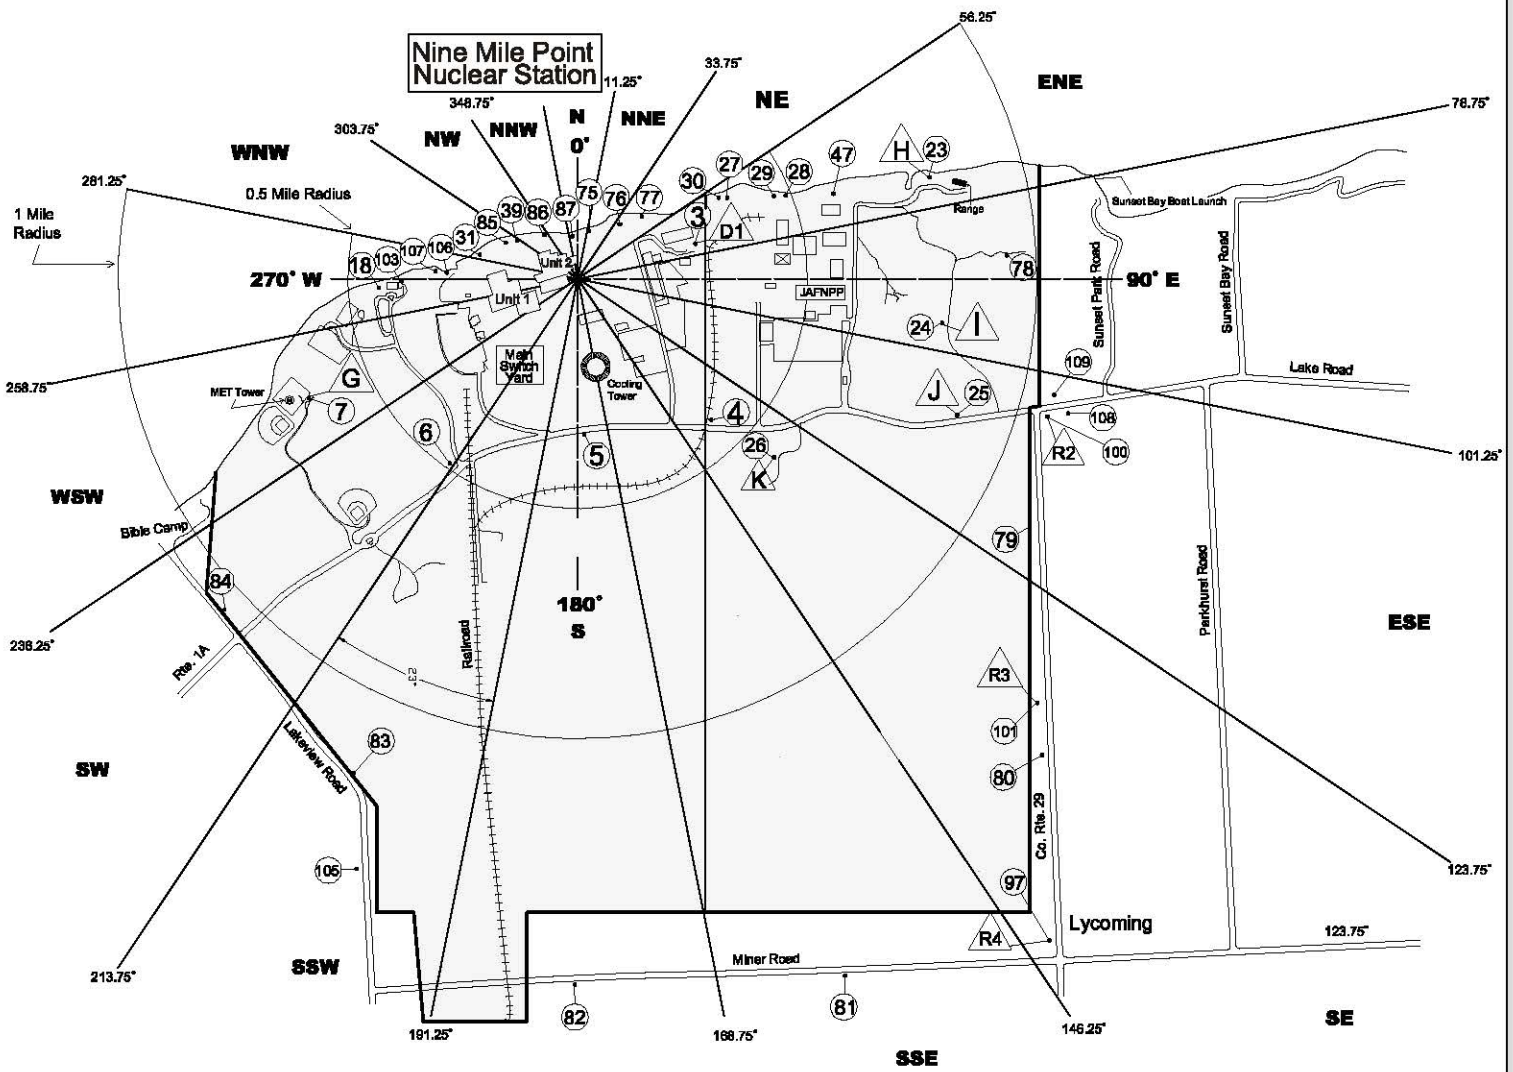 56.25°
Nine Mile Point
Nuclear Station
11.25°
33.75°
ENE
348.75°
N
NNE
NE
78.75°
303.75°
NW
NNW
0°
WNW
281.25°
0.5 Mile Radius
1 Mile
Radius
H
23
47
28
29
27
30
77
76
75
87
86
39
85
31
106
107
103
18
Range
Sunset Bay Boat Launch
3
D1
Unit 2
270° W
Unit 1
JAFNPP
78
90° E
Sunset Park Road
Sunset Bay Road
24
I
Main
Switch
Yard
Cooling
Tower
G
258.75°
MET Tower
7
109
Lake Road
J
25
108
4
6
5
26
K
R2
100
101.25°
WSW
Bible Camp
79
84
180°
S
Parkhurst Road
ESE
236.25°
Rte. 1A
Railroad
23°
R3
101
83
80
SW
Lakeview Road
Co. Rte. 29
105
97
123.75°
R4
Lycoming
123.75°
213.75°
SSW
Miner Road
82
81
191.25°
168.75°
146.25°
SE
SSE